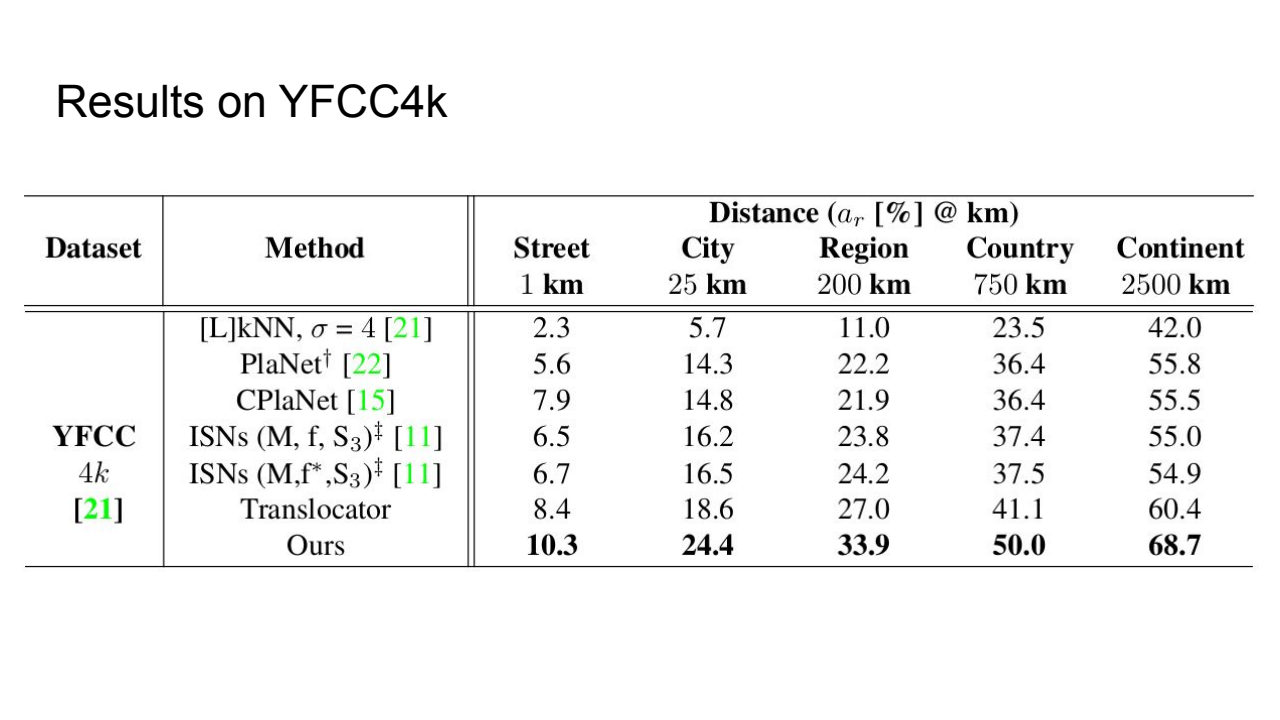 Results on YFCC4k
Distance (a_r [%] @ km)
Dataset Method Street City Region Country Continent
1 km 25 km 200 km 750 km 2500 km
[L]kNN, σ = 4 [21] 2.3 5.7 11.0 23.5 42.0
PlaNet† [22] 5.6 14.3 22.2 36.4 55.8
CPlaNet [15] 7.9 14.8 21.9 36.4 55.5
YFCC ISNs (M, f, S₃)‡ [11] 6.5 16.2 23.8 37.4 55.0
4k ISNs (M,f*,S₃)‡ [11] 6.7 16.5 24.2 37.5 54.9
[21] Translocator 8.4 18.6 27.0 41.1 60.4
Ours 10.3 24.4 33.9 50.0 68.7